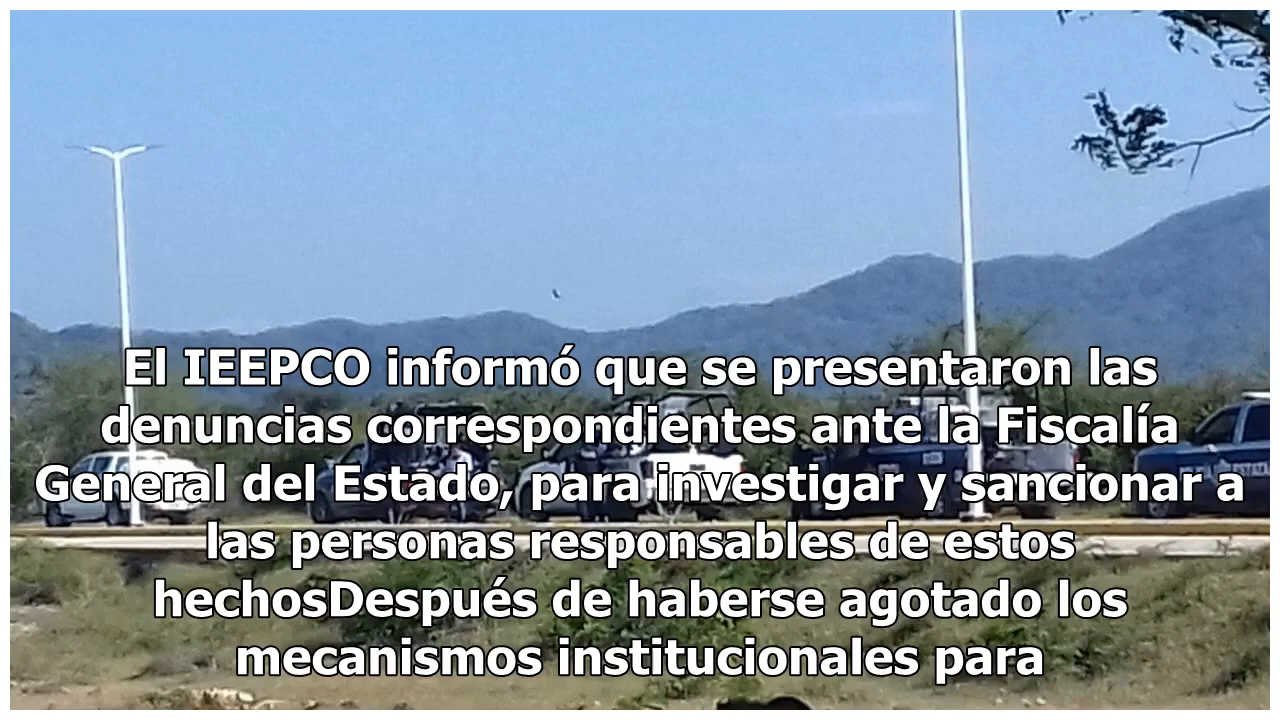 El IEEPCO informó que se presentaron las
denuncias correspondientes ante la Fiscalía
General del Estado, para investigar y sancionar a
las personas responsables de estos
hechosDespués de haberse agotado los
mecanismos institucionales para